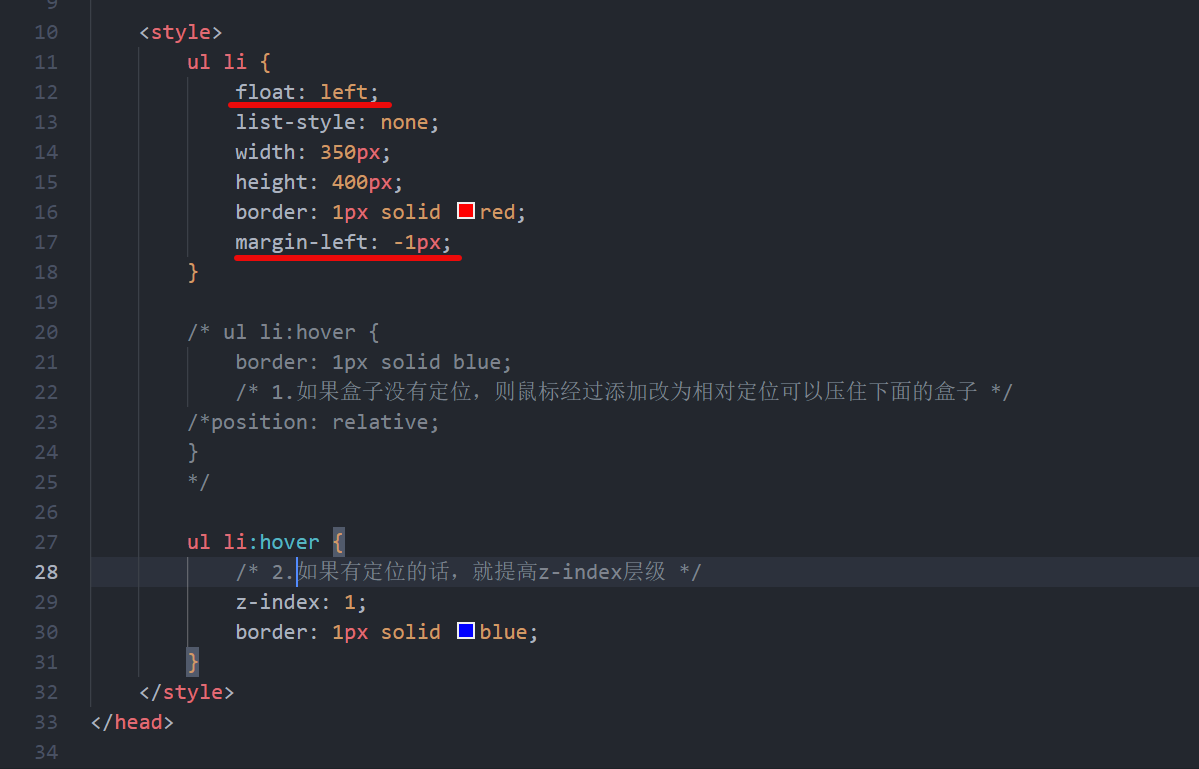 9
10 <style>
11 ul li {
12 float: left;
13 list-style: none;
14 width: 350px;
15 height: 400px;
16 border: 1px solid red;
17 margin-left: -1px;
18 }
19
20 /* ul li:hover {
21 border: 1px solid blue;
22 /* 1.如果盒子没有定位，则鼠标经过添加改为相对定位可以压住下面的盒子 */
23 /*position: relative;
24 }
25 */
26
27 ul li:hover {
28 /* 2.如果有定位的话，就提高z-index层级 */
29 z-index: 1;
30 border: 1px solid blue;
31 }
32 </style>
33 </head>
34